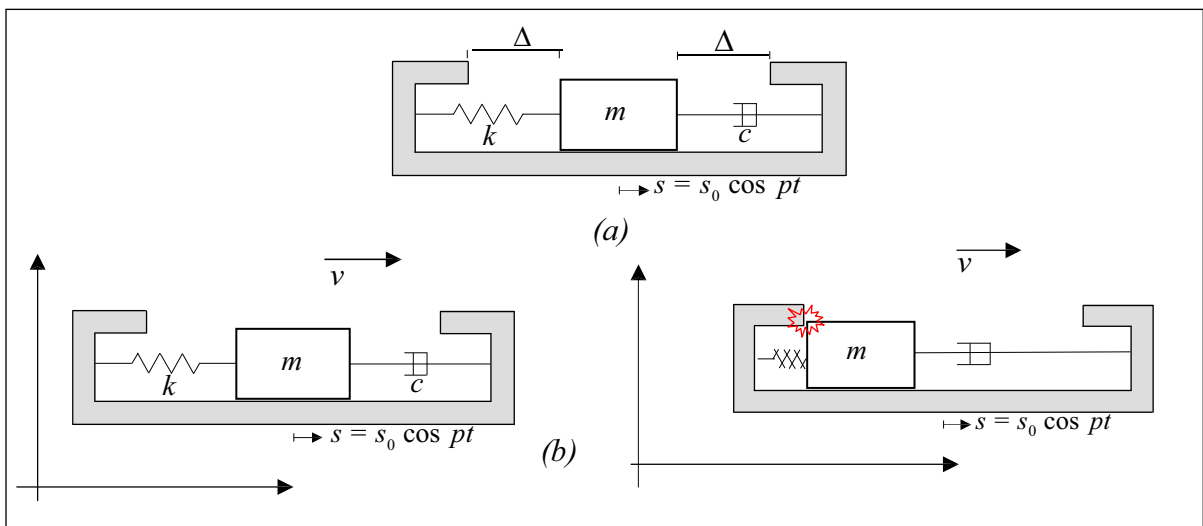 Δ Δ
m
k c
s = s₀ cos pt
(a)
v v
m m
k c
s = s₀ cos pt s = s₀ cos pt
(b)